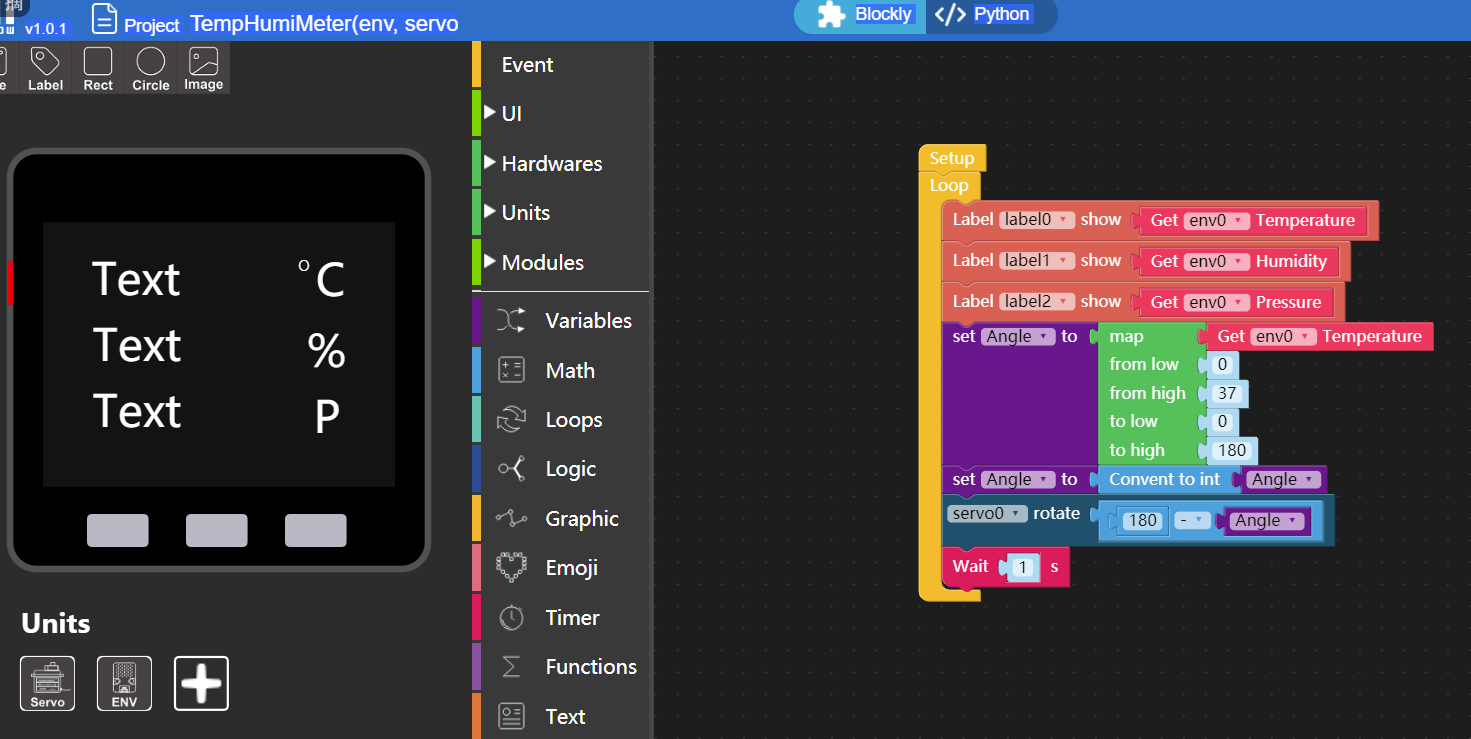 摘
v1.0.1
Project TempHumiMeter(env, servo
Blockly
</> Python
Label Rect Circle Image
Text °C
Text %
Text P
Units
Servo ENV
Event
UI
Hardwares
Units
Modules
Variables
Math
Loops
Logic
Graphic
Emoji
Timer
Functions
Text
Setup
Loop
Label label0 show Get env0 Temperature
Label label1 show Get env0 Humidity
Label label2 show Get env0 Pressure
set Angle to map Get env0 Temperature
from low 0
from high 37
to low 0
to high 180
set Angle to Convent to int Angle
servo0 rotate 180 - Angle
Wait 1 s